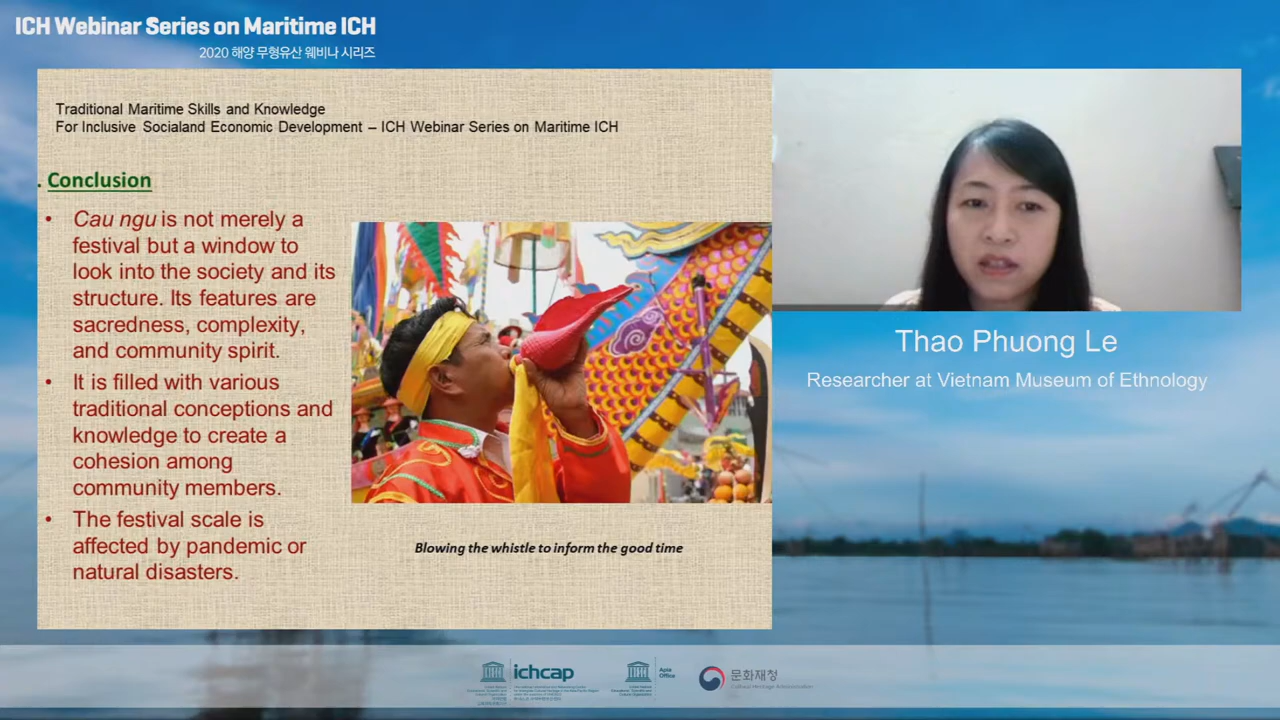 ICH Webinar Series on Maritime ICH
2020 해양 무형유산 웨비나 시리즈
Traditional Maritime Skills and Knowledge
For Inclusive Socialand Economic Development – ICH Webinar Series on Maritime ICH
. Conclusion
• Cau ngu is not merely a
festival but a window to
look into the society and its
structure. Its features are
sacredness, complexity,
and community spirit.
• It is filled with various
traditional conceptions and
knowledge to create a
cohesion among
community members.
• The festival scale is
affected by pandemic or
natural disasters.
Blowing the whistle to inform the good time
Thao Phuong Le
Researcher at Vietnam Museum of Ethnology
ichcap
Apia
Office
문화재청
Cultural Heritage Administration